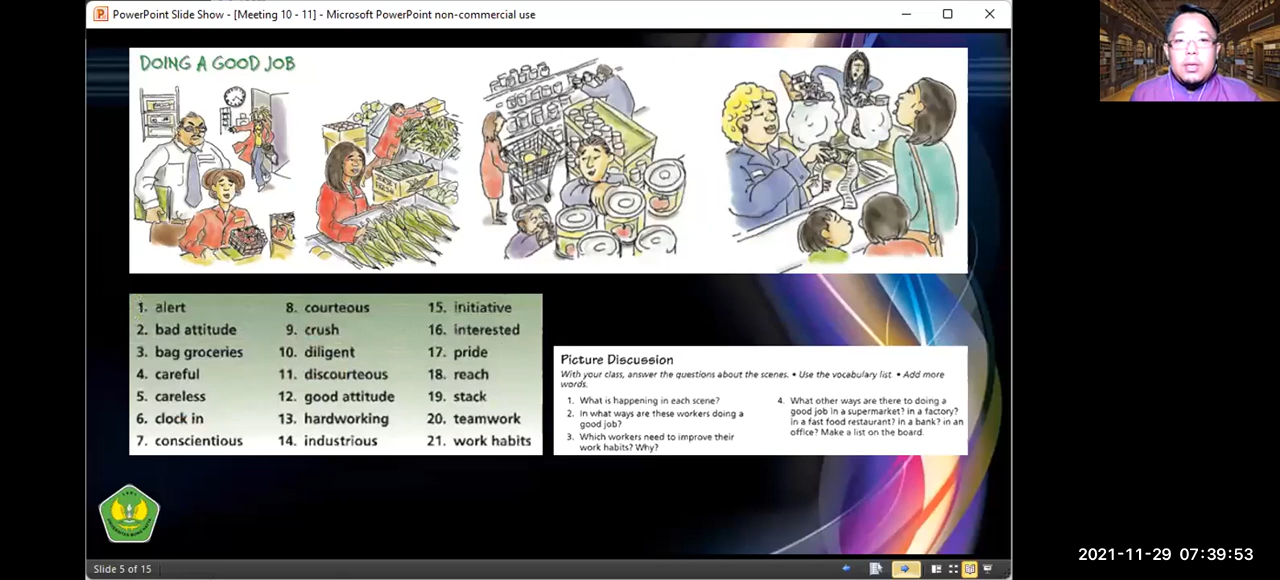 PowerPoint Slide Show - [Meeting 10 - 11] - Microsoft PowerPoint non-commercial use
DOING A GOOD JOB
1. alert
2. bad attitude
3. bag groceries
4. careful
5. careless
6. clock in
7. conscientious
8. courteous
9. crush
10. diligent
11. discourteous
12. good attitude
13. hardworking
14. industrious
15. initiative
16. interested
17. pride
18. reach
19. stack
20. teamwork
21. work habits
Picture Discussion
With your class, answer the questions about the scenes. • Use the vocabulary list. • Add more
words.
1. What is happening in each scene?
2. In what ways are these workers doing a
good job?
3. Which workers need to improve their
work habits? Why?
4. What other ways are there to doing a
good job in a supermarket? in a factory?
in a fast food restaurant? in a bank? in an
office? Make a list on the board.
Slide 5 of 15
2021-11-29 07:39:53